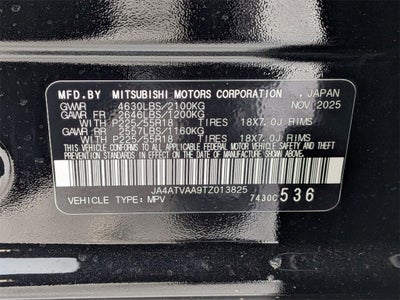 MFD.BY MITSUBISHI MOTORS CORPORATION, JAPAN
GVWR 4630LBS/2100KG NOV.2025
GAWR FR 2646LBS/1200KG
WITH P225/55R18 TIRES 18X7.0J RIMS
GAWR RR 2557LBS/1160KG
WITH P225/55R18 TIRES 18X7.0J RIMS
THIS VEHICLE CONFORMS TO ALL APPLICABLE
FEDERAL MOTOR VEHICLE SAFETY AND
THEFT PREVENTION STANDARDS IN EFFECT ON
THE DATE OF MANUFACTURE SHOWN ABOVE.
JA4ATVAA9TZ013825
VEHICLE TYPE: MPV 7430C536